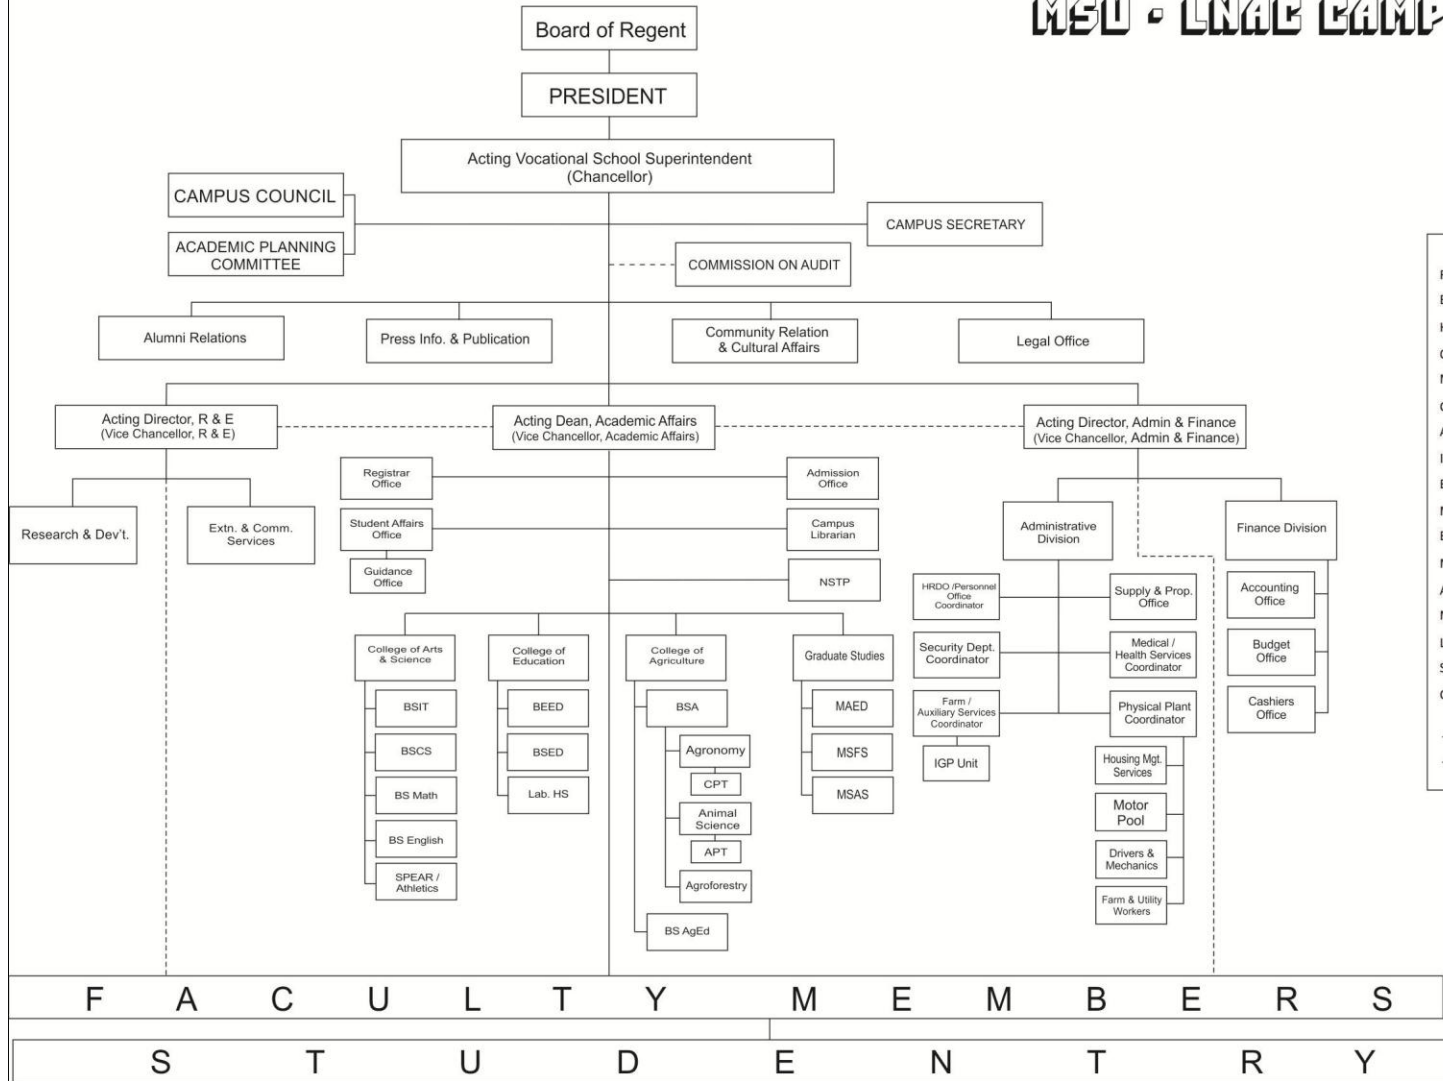 MSU - LNAC CAMP
Board of Regent
PRESIDENT
Acting Vocational School Superintendent
(Chancellor)
CAMPUS COUNCIL
CAMPUS SECRETARY
ACADEMIC PLANNING
COMMITTEE
COMMISSION ON AUDIT
Alumni Relations
Press Info. & Publication
Community Relation
& Cultural Affairs
Legal Office
Acting Director, R & E
(Vice Chancellor, R & E)
Acting Dean, Academic Affairs
(Vice Chancellor, Academic Affairs)
Acting Director, Admin & Finance
(Vice Chancellor, Admin & Finance)
Registrar
Office
Admission
Office
Research & Dev't.
Extn. & Comm.
Services
Student Affairs
Office
Campus
Librarian
Administrative
Division
Finance Division
Guidance
Office
NSTP
HRDO /Personnel
Office
Coordinator
Supply & Prop.
Office
Accounting
Office
College of Arts
& Science
College of
Education
College of
Agriculture
Graduate Studies
Security Dept.
Coordinator
Medical /
Health Services
Coordinator
Budget
Office
BSIT
BEED
BSA
MAED
Farm /
Auxiliary Services
Coordinator
Physical Plant
Coordinator
Cashiers
Office
BSCS
BSED
Agronomy
MSFS
IGP Unit
Housing Mgt.
Services
CPT
BS Math
Lab. HS
MSAS
Animal
Science
Motor
Pool
BS English
APT
Drivers &
Mechanics
SPEAR /
Athletics
Agroforestry
Farm & Utility
Workers
BS AgEd
F A C U L T Y M E M B E R S
S T U D E N T R Y